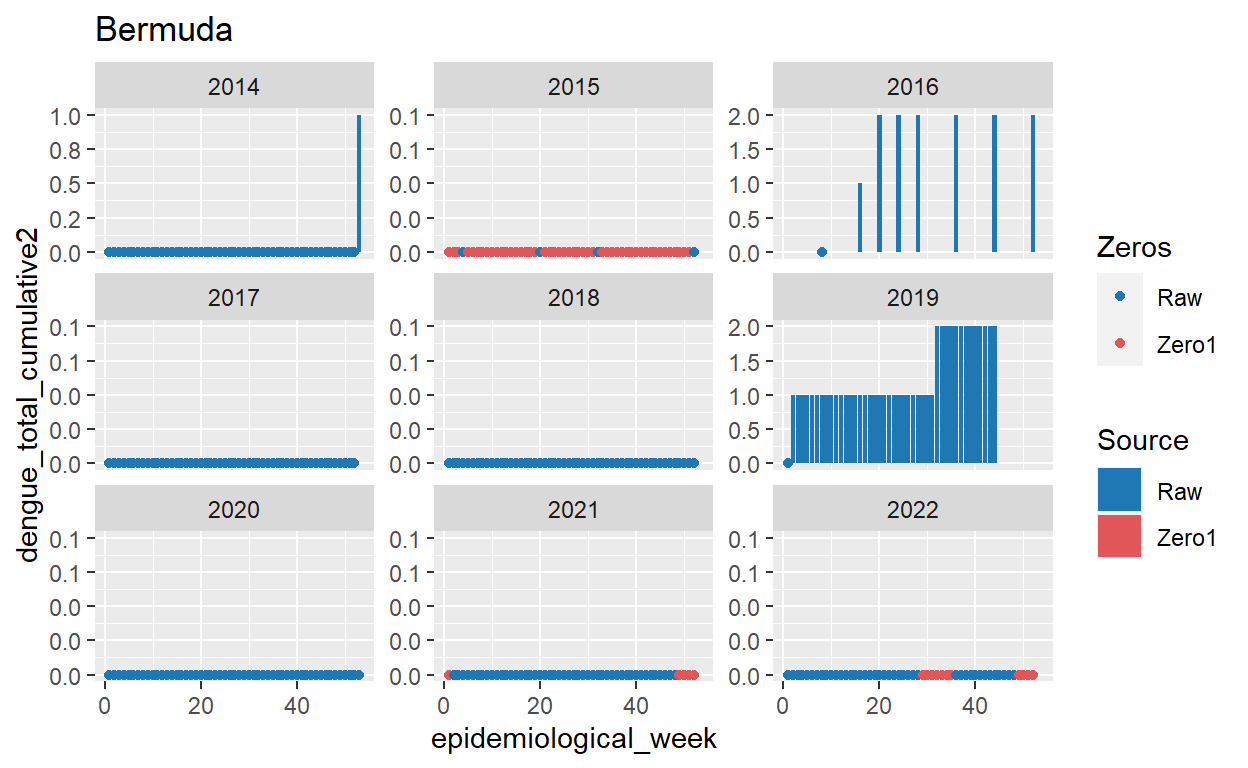 Bermuda
2014 2015 2016
1.0 0.8 0.5 0.2 0.0
0.1 0.1 0.0 0.0 0.0
2.0 1.5 1.0 0.5 0.0
2017 2018 2019
0.1 0.1 0.0 0.0 0.0
0.1 0.1 0.0 0.0 0.0
2.0 1.5 1.0 0.5 0.0
2020 2021 2022
0.1 0.1 0.0 0.0 0.0
0.1 0.1 0.0 0.0 0.0
0.1 0.1 0.0 0.0 0.0
0 20 40 0 20 40 0 20 40
epidemiological_week
dengue_total_cumulative2
Zeros
Raw
Zero1
Source
Raw
Zero1